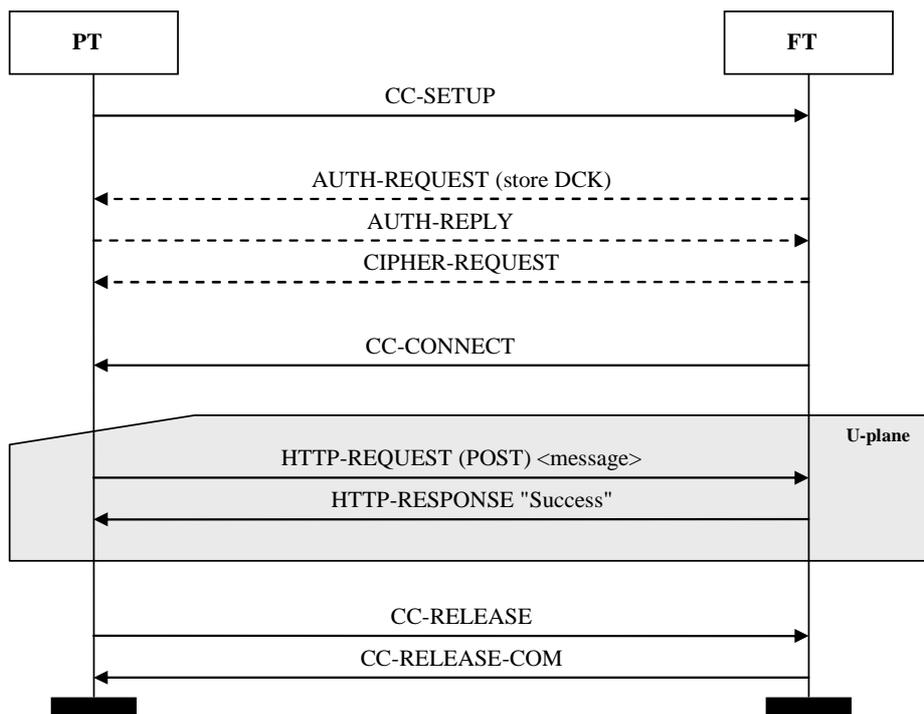 PT
FT
CC-SETUP
AUTH-REQUEST (store DCK)
AUTH-REPLY
CIPHER-REQUEST
CC-CONNECT
U-plane
HTTP-REQUEST (POST) <message>
HTTP-RESPONSE "Success"
CC-RELEASE
CC-RELEASE-COM